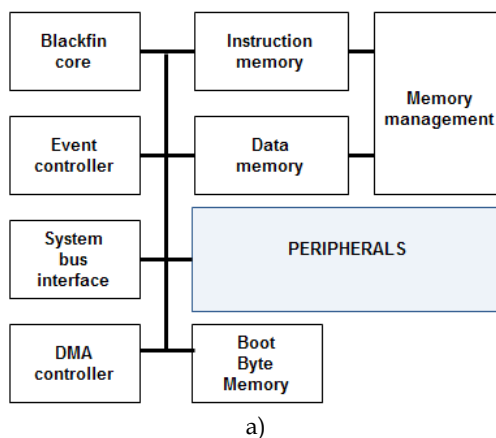 Blackfin
core
Instruction
memory
Memory
management
Event
controller
Data
memory
System
bus
interface
PERIPHERALS
DMA
controller
Boot
Byte
Memory
a)